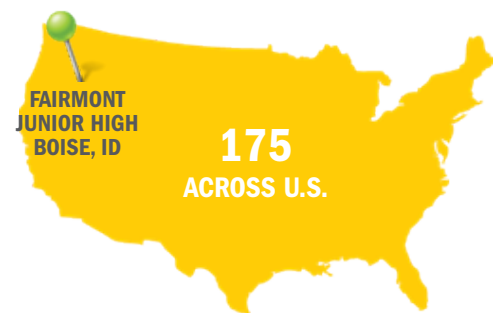 FAIRMONT
JUNIOR HIGH
BOISE, ID
175
ACROSS U.S.